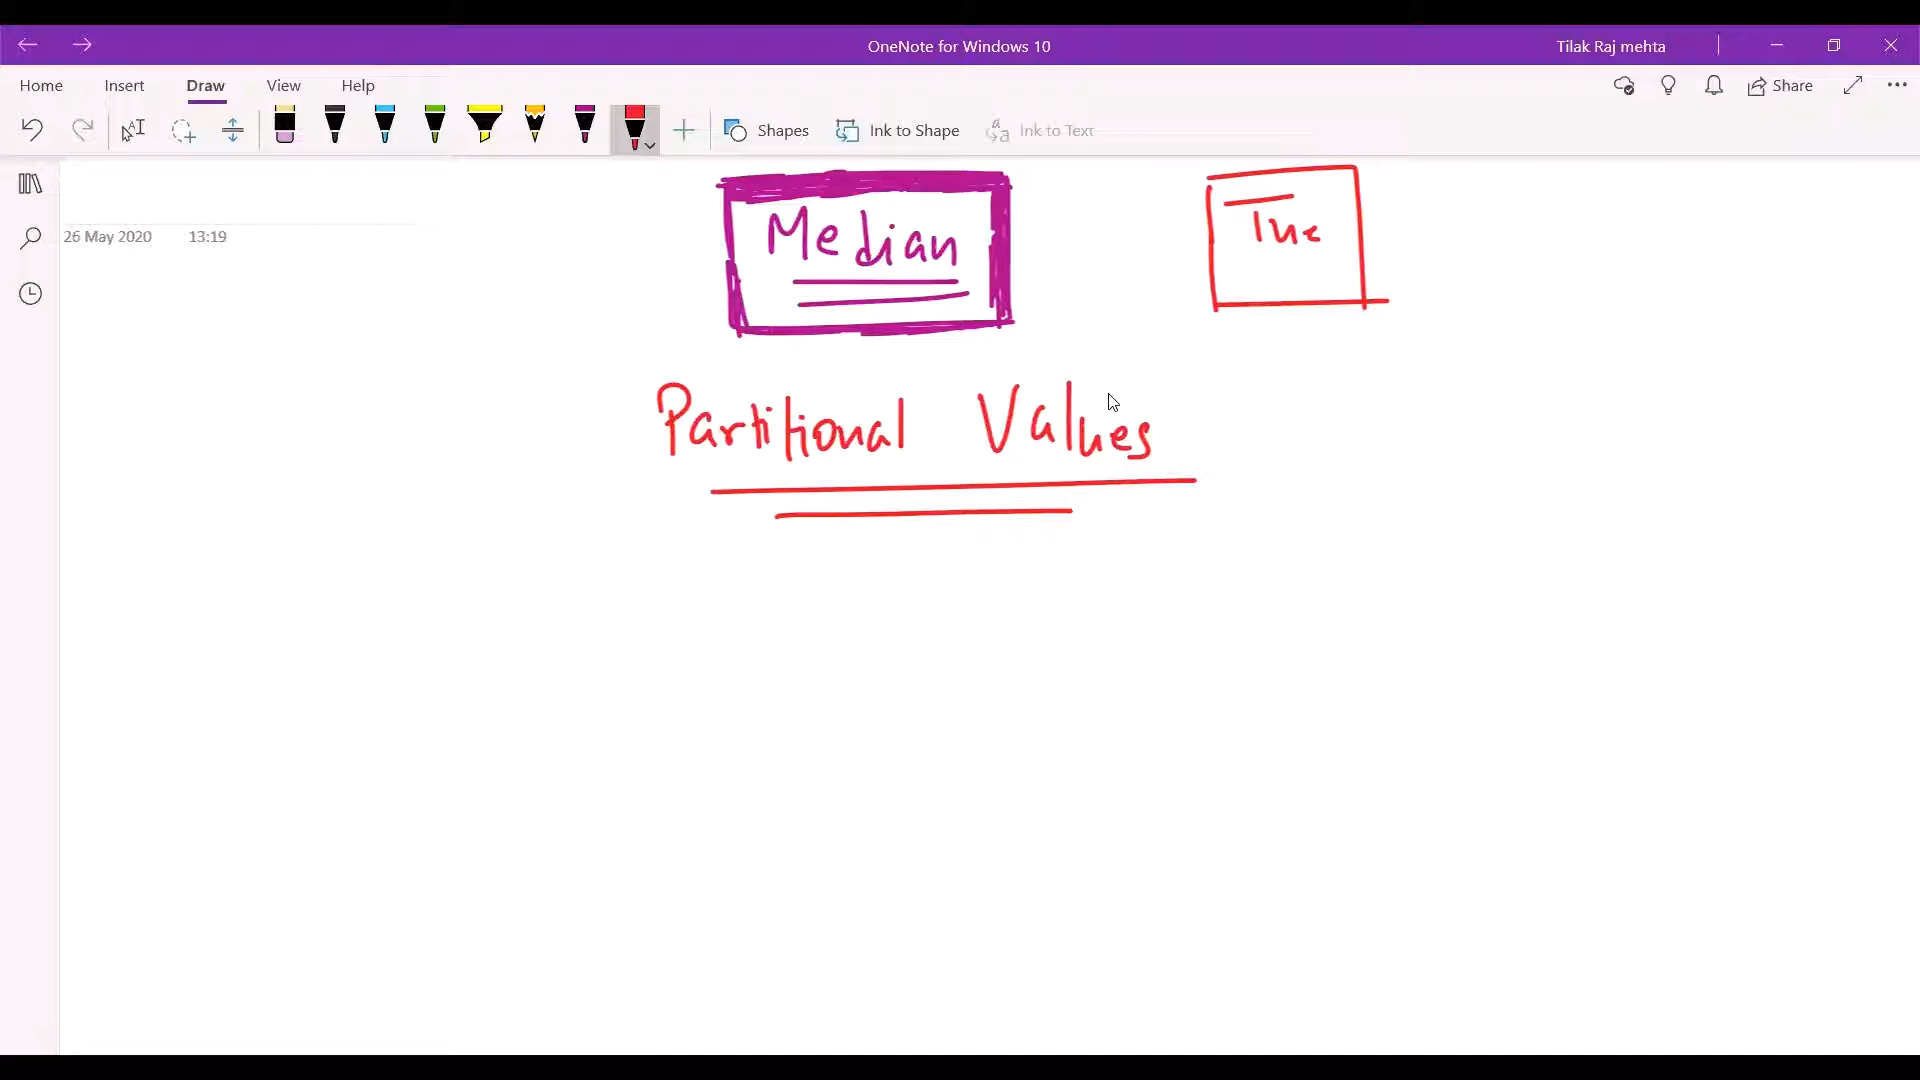 OneNote for Windows 10
Tilak Raj mehta
Home Insert Draw View Help
Share
Shapes Ink to Shape Ink to Text
Median
The
26 May 2020 13:19
Partitional Values